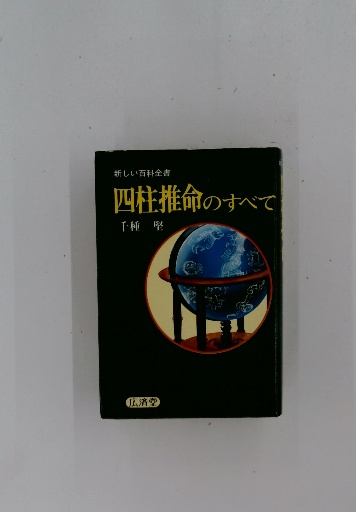 新しい百科全書
四柱推命のすべて
千種 堅
広済堂